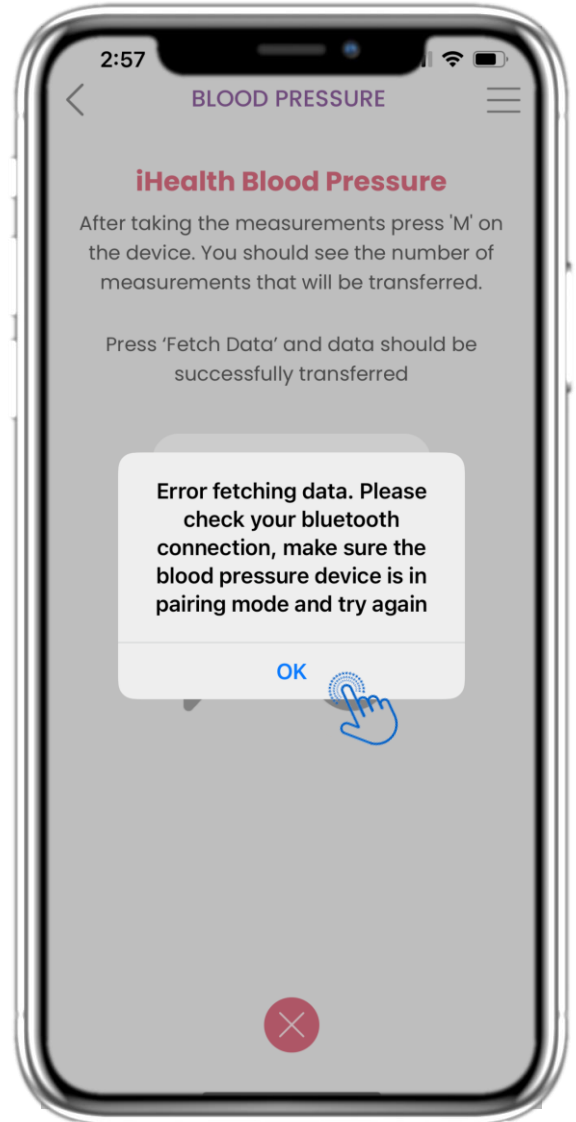 2:57
BLOOD PRESSURE
iHealth Blood Pressure
After taking the measurements press 'M' on
the device. You should see the number of
measurements that will be transferred.
Press ‘Fetch Data’ and data should be
successfully transferred
Error fetching data. Please
check your bluetooth
connection, make sure the
blood pressure device is in
pairing mode and try again
OK